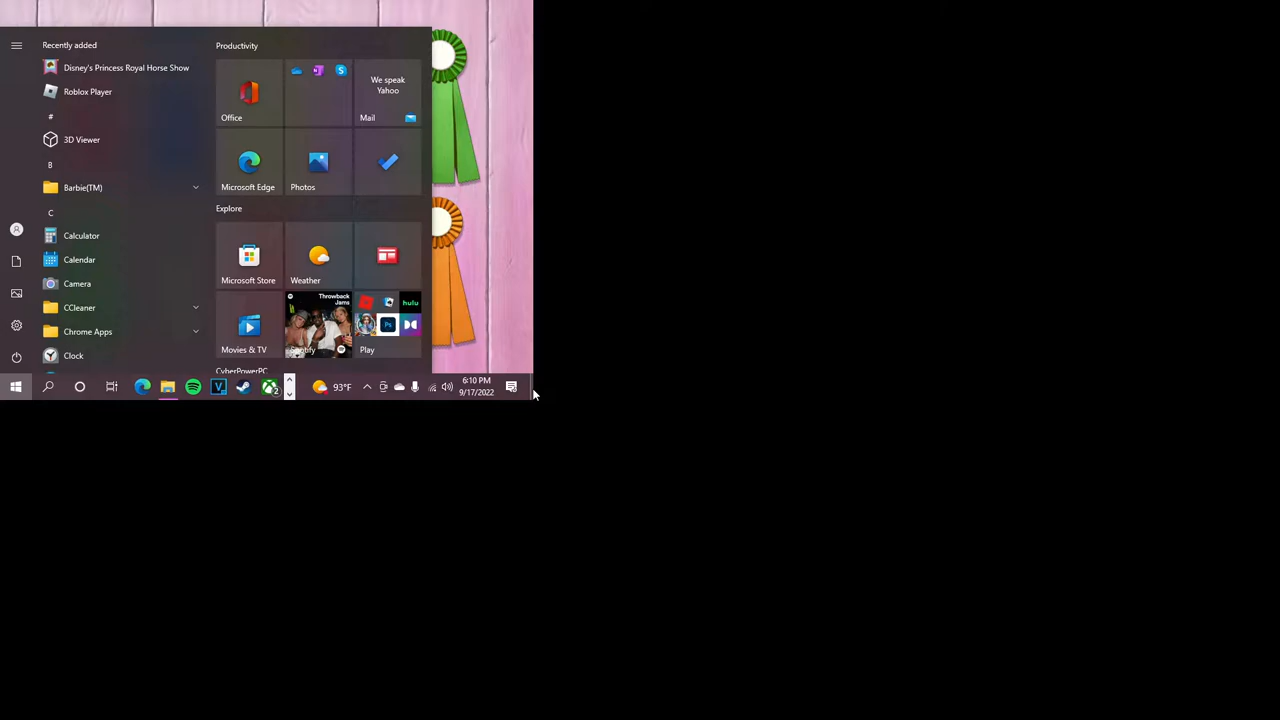 Recently added
Disney's Princess Royal Horse Show
Roblox Player
#
3D Viewer
B
Barbie(TM)
C
Calculator
Calendar
Camera
CCleaner
Chrome Apps
Clock
Productivity
Office
We speak
Yahoo
Mail
Microsoft Edge
Photos
Explore
Microsoft Store
Weather
Movies & TV
Throwback
Jams
Spotify
hulu
Ps
Play
CyberPowerPC
V
2
93°F
6:10 PM
9/17/2022